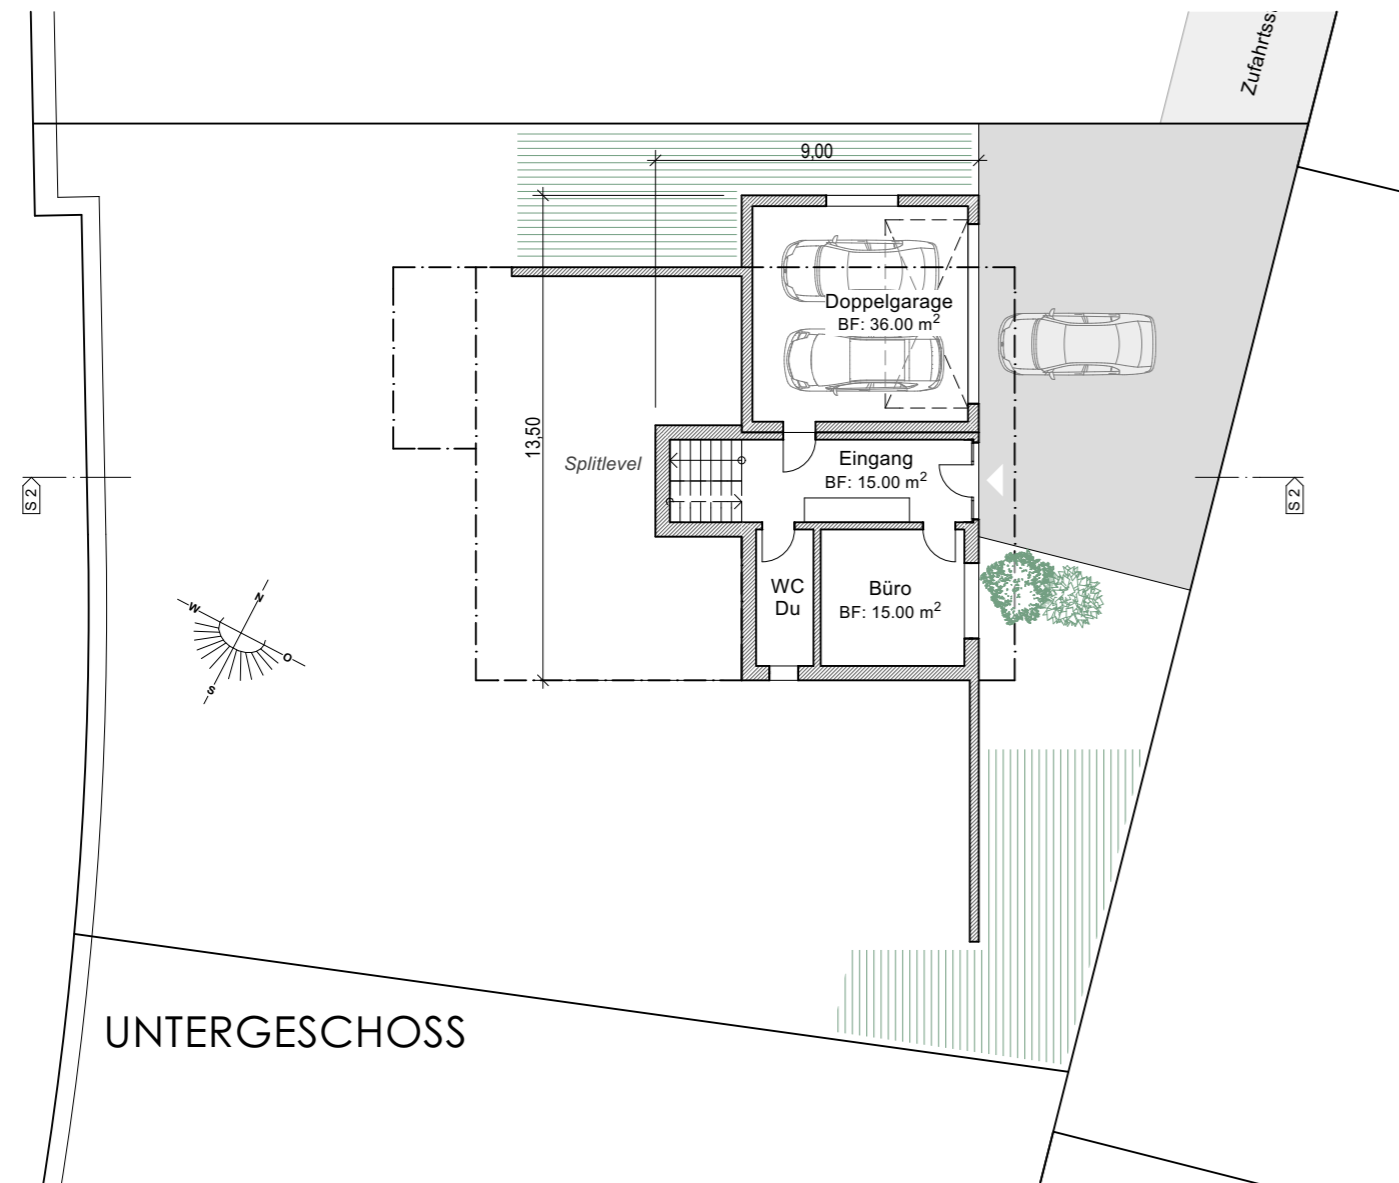 Zufahrtss
9,00
Doppelgarage
BF: 36.00 m²
13,50
Splitlevel
Eingang
BF: 15.00 m²
S 2
S 2
WC
Du
Büro
BF: 15.00 m²
N
W
O
S
UNTERGESCHOSS